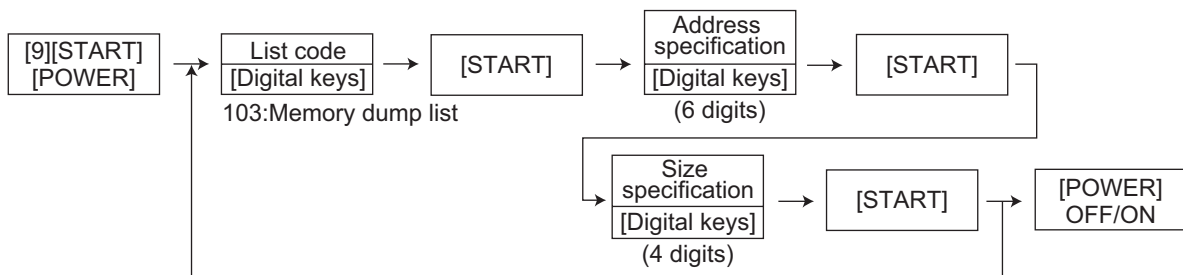 [9][START]
[POWER]
List code
[Digital keys]
103:Memory dump list
[START]
Address
specification
[Digital keys]
(6 digits)
[START]
Size
specification
[Digital keys]
(4 digits)
[START]
[POWER]
OFF/ON